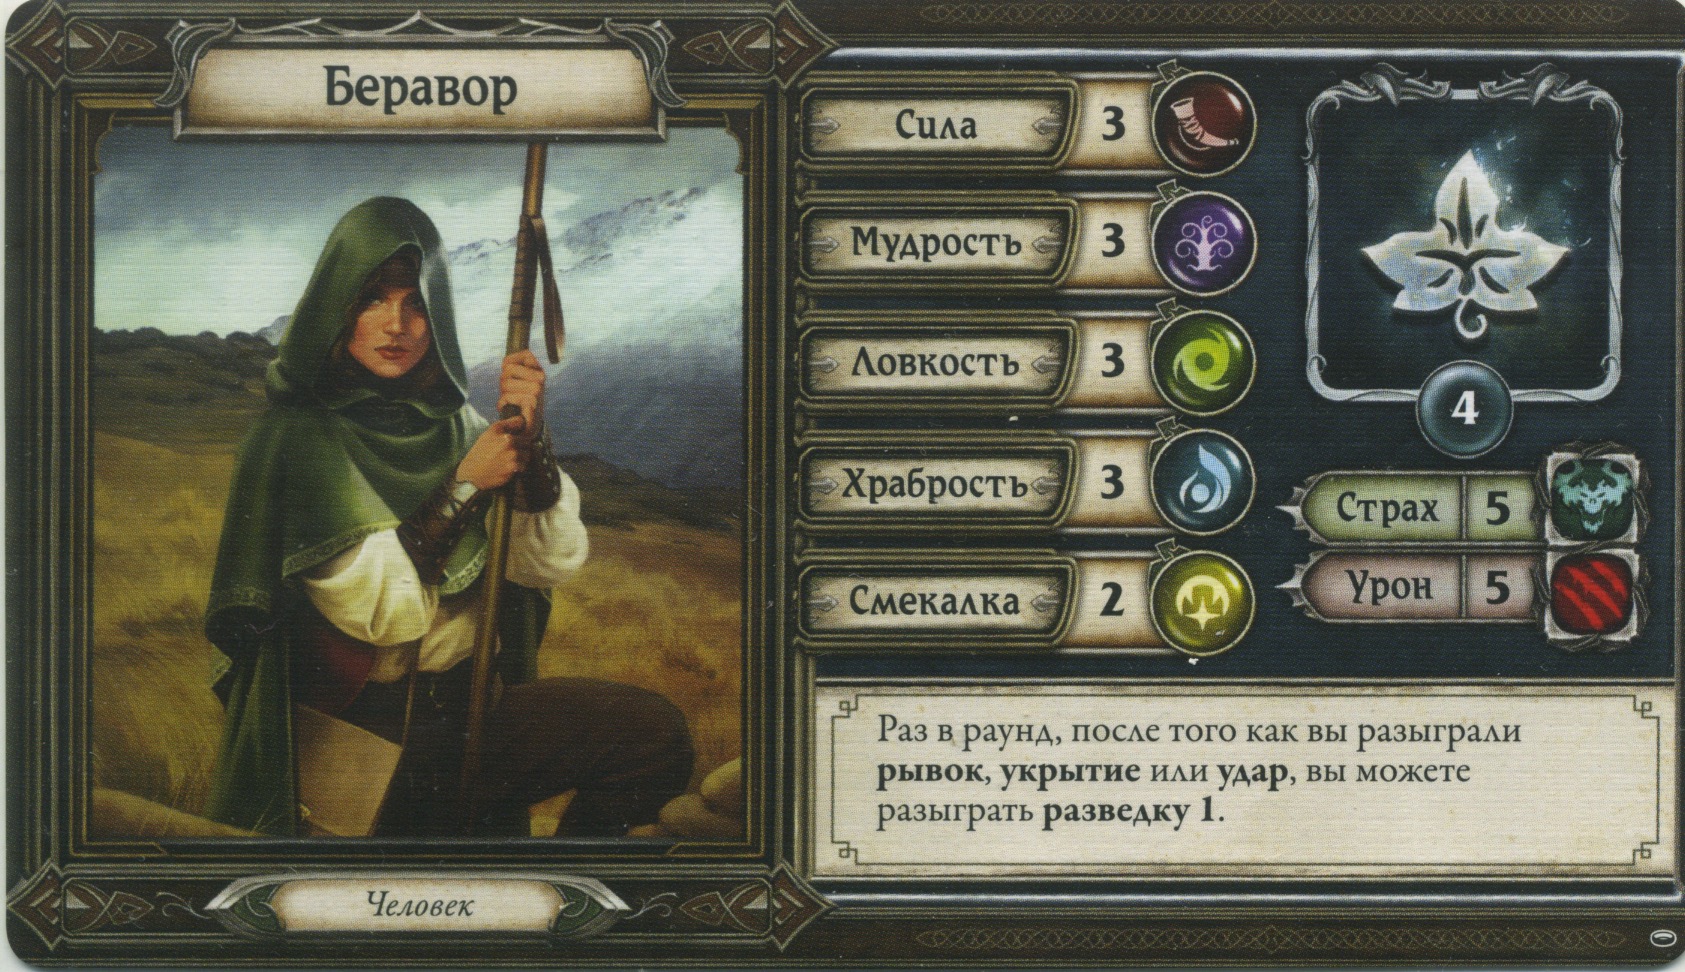 Беравор
Сила 3
Мудрость 3
Ловкость 3
Храбрость 3
Смекалка 2
4
Страх 5
Урон 5
Раз в раунд, после того как вы разыграли
рывок, укрытие или удар, вы можете
разыграть разведку 1.
Человек